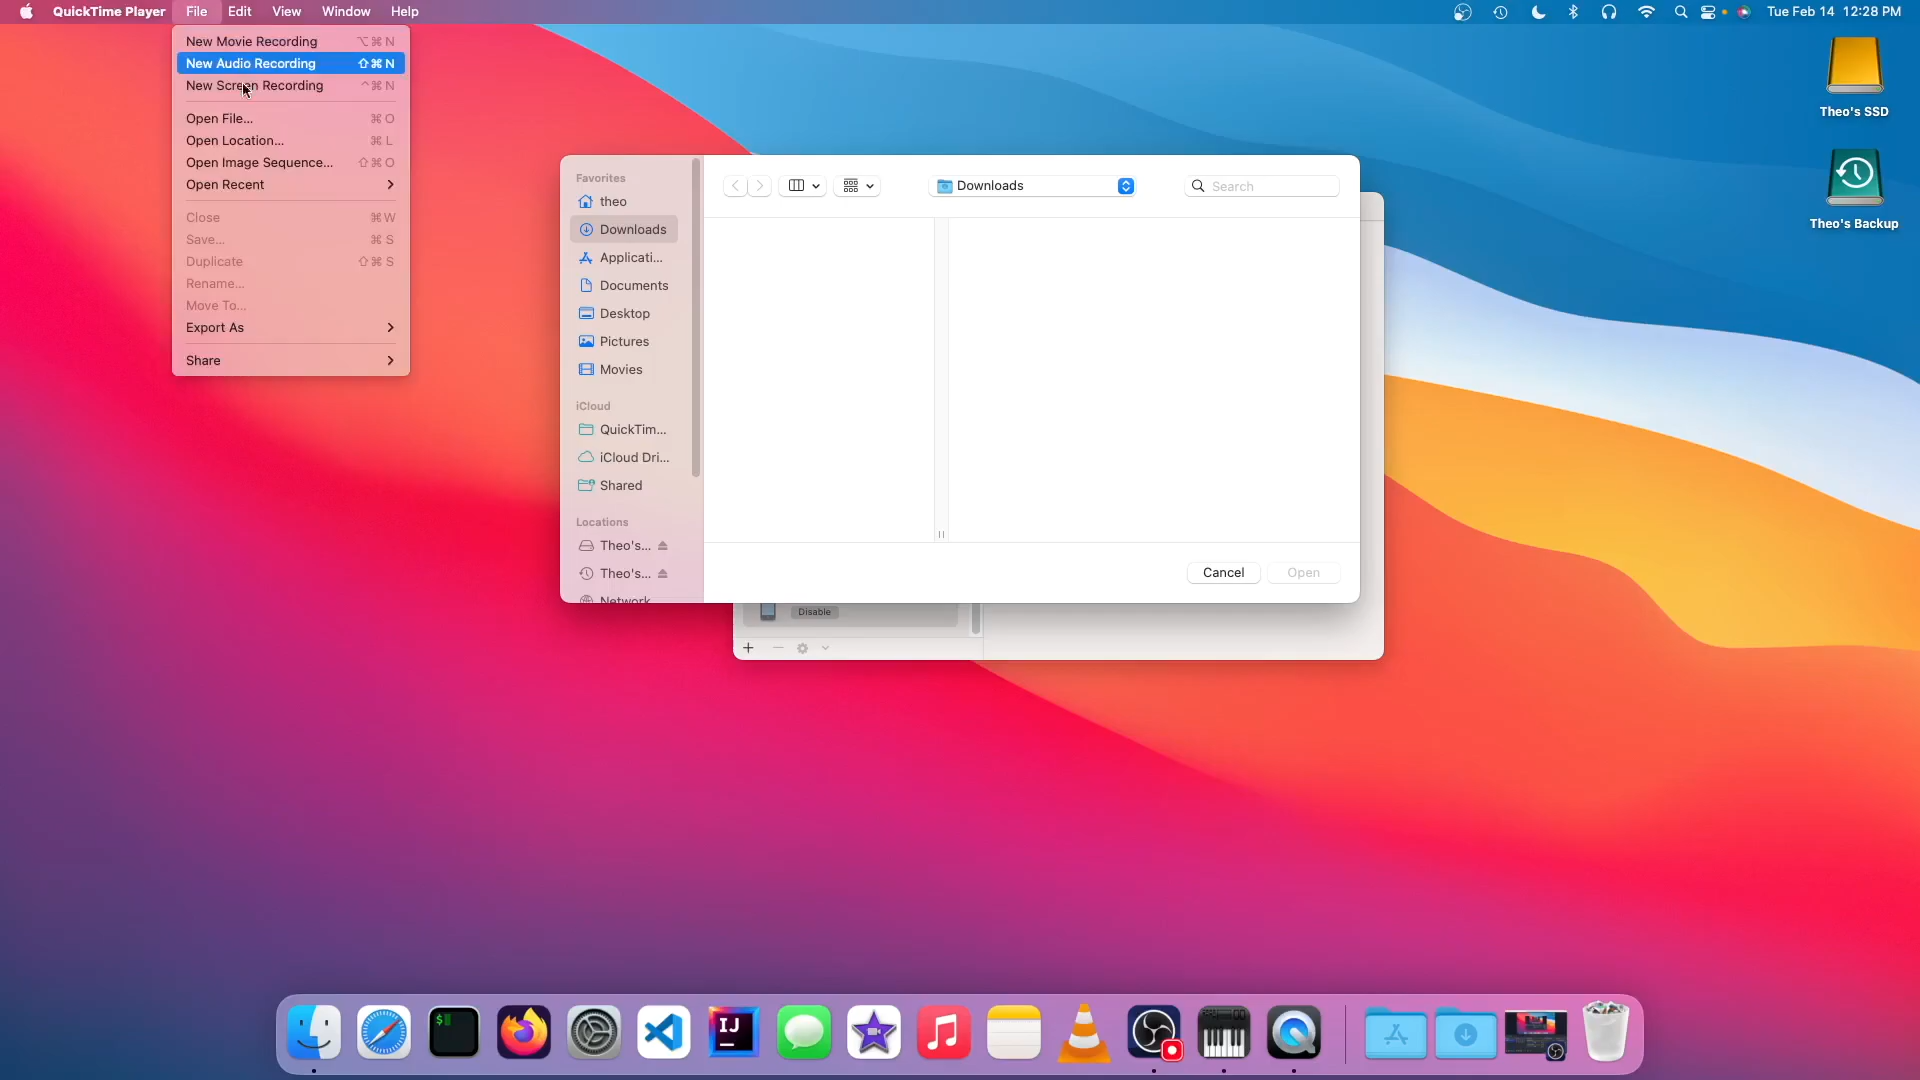 QuickTime Player File Edit View Window Help Tue Feb 14 12:28 PM
New Movie Recording ⌥⌘N
New Audio Recording ⇧⌘N
New Screen Recording ^⌘N
Open File... ⌘O
Open Location... ⌘L
Open Image Sequence... ⇧⌘O
Open Recent
Close ⌘W
Save... ⌘S
Duplicate ⇧⌘S
Rename...
Move To...
Export As
Share
Favorites
theo
Downloads
Applicati...
Documents
Desktop
Pictures
Movies
iCloud
QuickTim...
iCloud Dri...
Shared
Locations
Theo's...
Theo's...
Network
Downloads
Search
Cancel Open
Disable
Theo's SSD
Theo's Backup
$
IJ